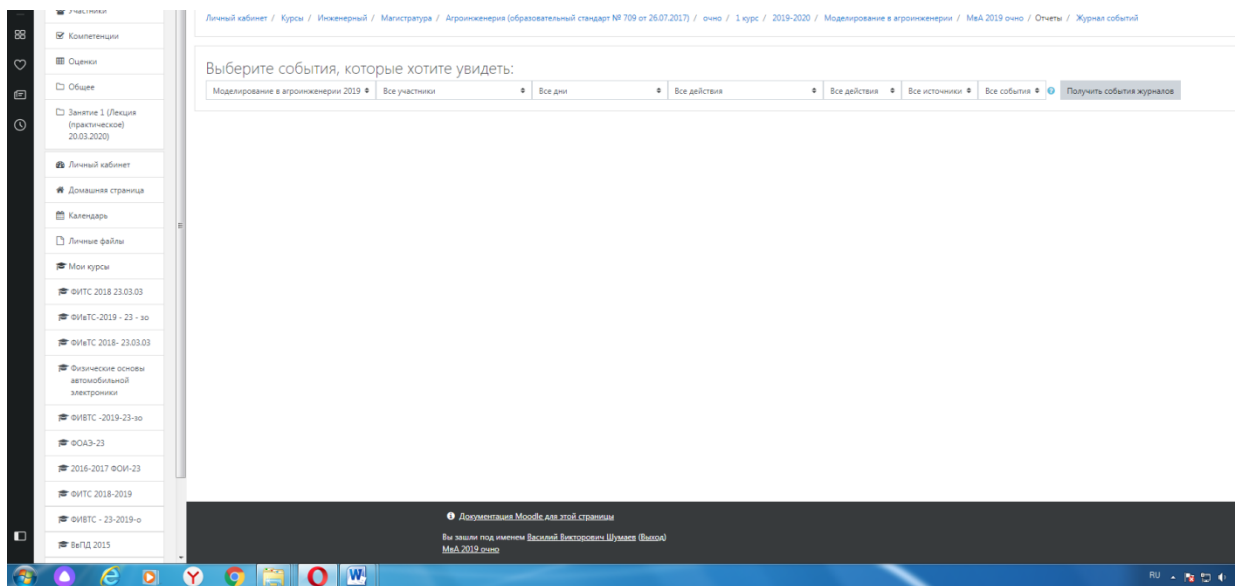 Участники
Компетенции
Оценки
Общее
Занятие 1 (Лекция
(практическое)
20.03.2020)
Личный кабинет
Домашняя страница
Календарь
Личные файлы
Мои курсы
ФИТС 2018 23.03.03
ФИвТС-2019 - 23 - зо
ФИвТС 2018- 23.03.03
Физические основы
автомобильной
электроники
ФИВТС -2019-23-зо
ФОАЭ-23
2016-2017 ФОИ-23
ФИТС 2018-2019
ФИВТС - 23-2019-о
ВеПД 2015
Личный кабинет / Курсы / Инженерный / Магистратура / Агроинженерия (образовательный стандарт № 709 от 26.07.2017) / очно / 1 курс / 2019-2020 / Моделирование в агроинженерии / МвА 2019 очно / Отчеты / Журнал событий
Выберите события, которые хотите увидеть:
Моделирование в агроинженерии 2019 Все участники Все дни Все действия Все действия Все источники Все события Получить события журналов
Документация Moodle для этой страницы
Вы зашли под именем Василий Викторович Шумаев (Выход)
МвА 2019 очно
RU